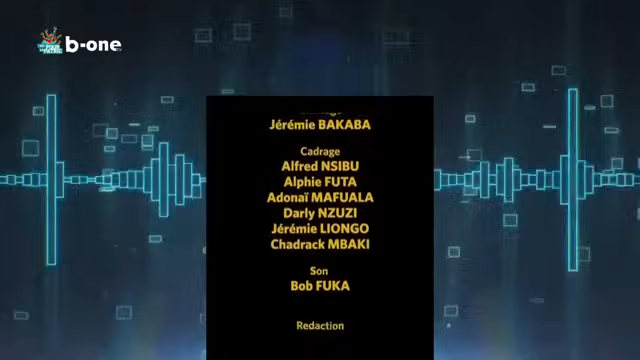 b-one
Jérémie BAKABA
Cadrage
Alfred NSIBU
Alphie FUTA
Adonaï MAFUALA
Darly NZUZI
Jérémie LIONGO
Chadrack MBAKI
Son
Bob FUKA
Redaction